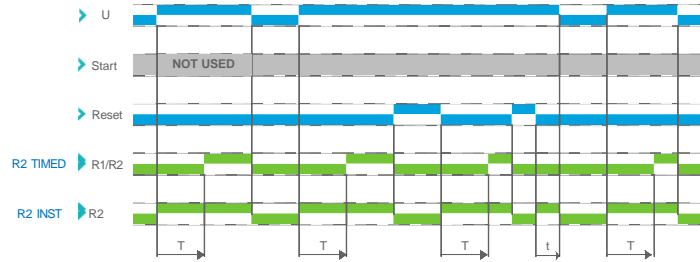 U
Start
NOT USED
Reset
R2 TIMED R1/R2
R2 INST R2
T T T t T